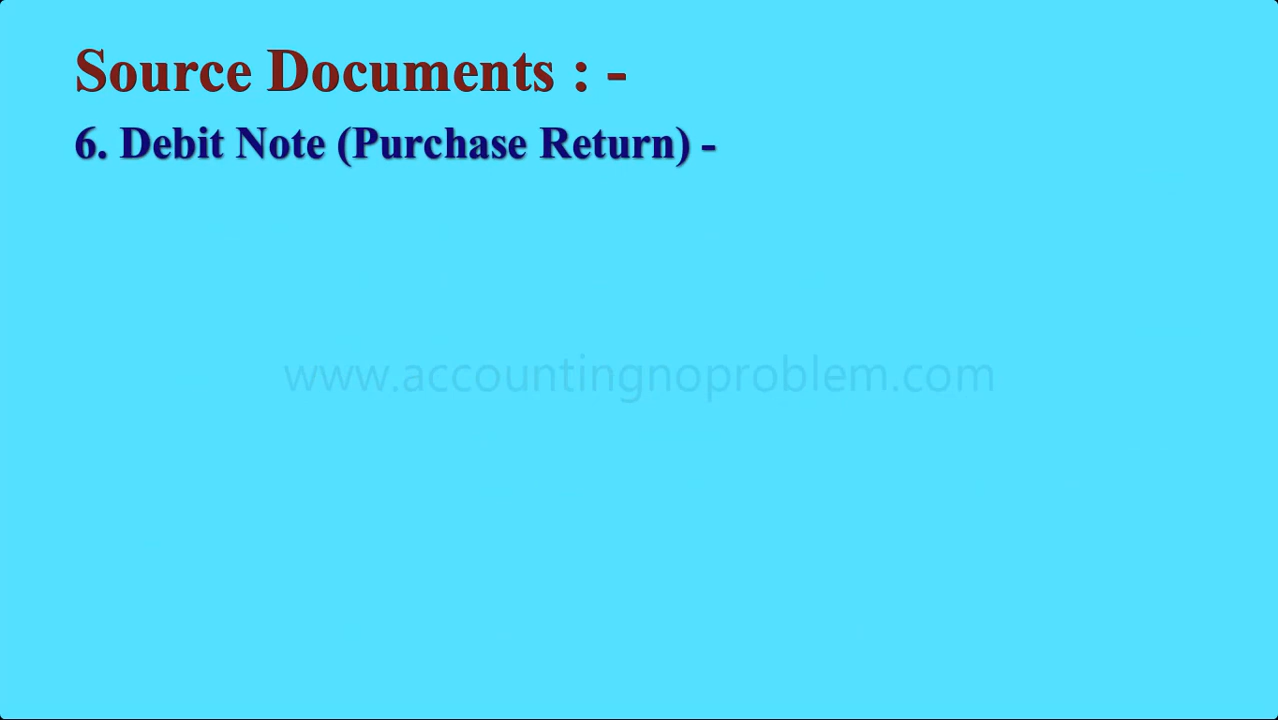 Source Documents : -
6. Debit Note (Purchase Return) -
www.accountingnoproblem.com